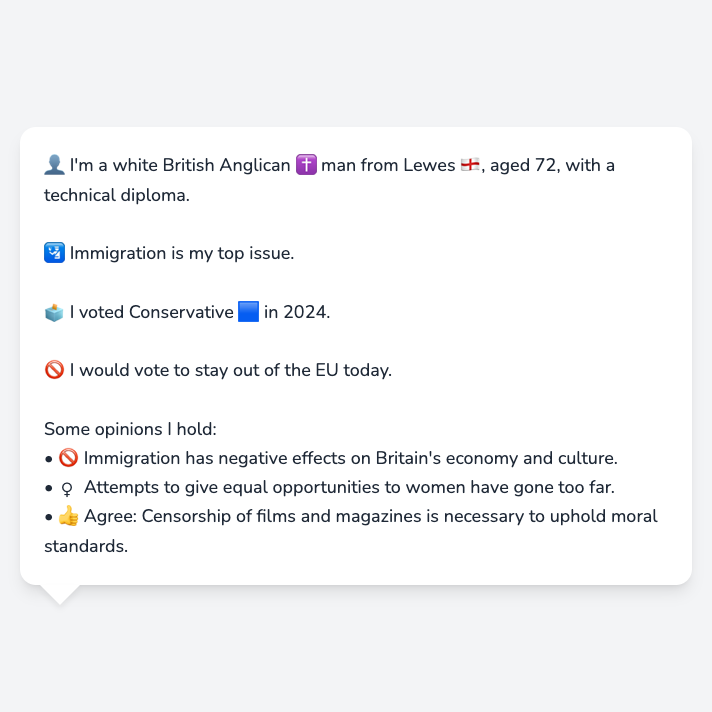 👤 I'm a white British Anglican ✝️ man from Lewes 🏴󠁧󠁢󠁥󠁮󠁧󠁿, aged 72, with a
technical diploma.
🛂 Immigration is my top issue.
🗳️ I voted Conservative 🟦 in 2024.
🚫 I would vote to stay out of the EU today.
Some opinions I hold:
• 🚫 Immigration has negative effects on Britain's economy and culture.
• ♀ Attempts to give equal opportunities to women have gone too far.
• 👍 Agree: Censorship of films and magazines is necessary to uphold moral
standards.